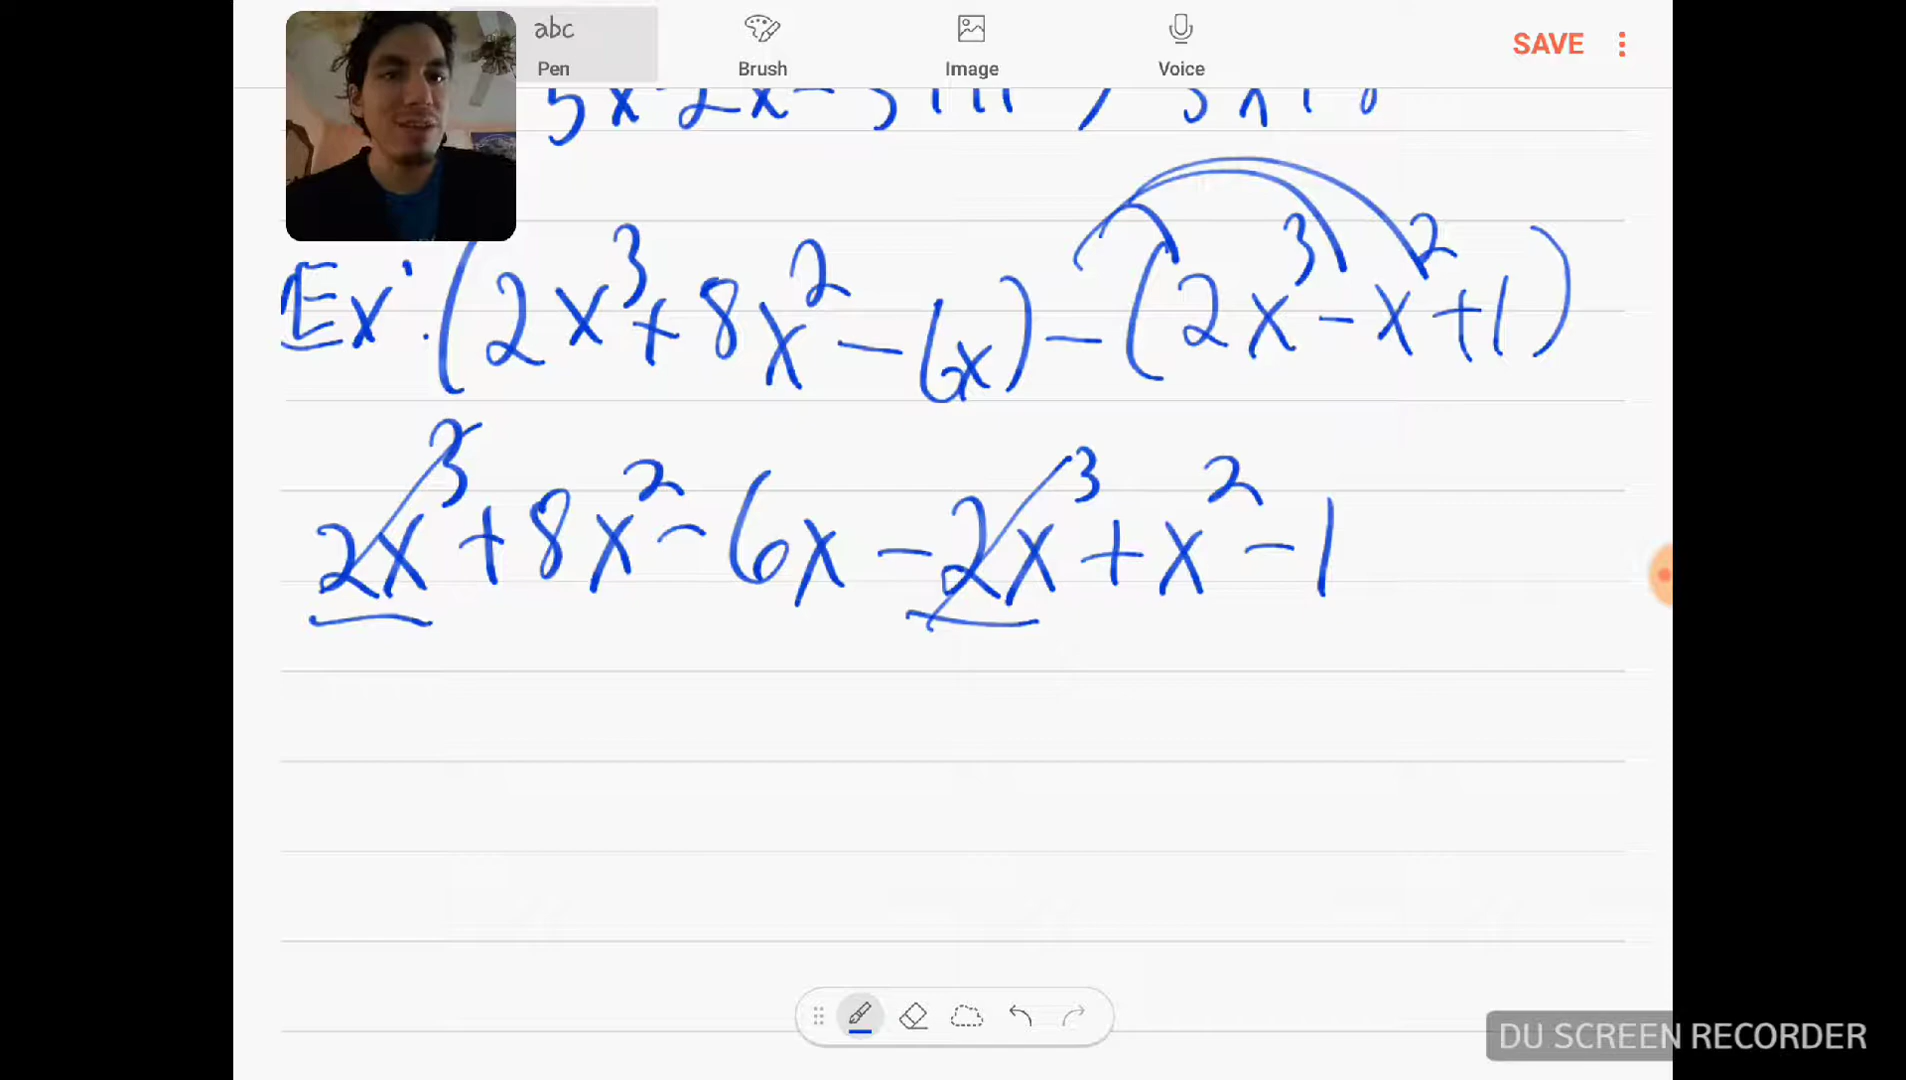 abc
Pen
Brush
Image
Voice
SAVE
Ex: (2x³+8x²-6x)-(2x³-x²+1)
2x³+8x²-6x-2x³+x²-1
DU SCREEN RECORDER